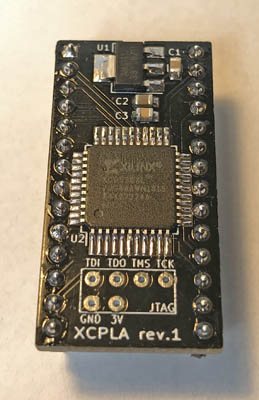 U1
C1
C2
C3
XILINX
U2
TDI TDO TMS TCK
JTAG
GND 3V
XCPLA rev.1